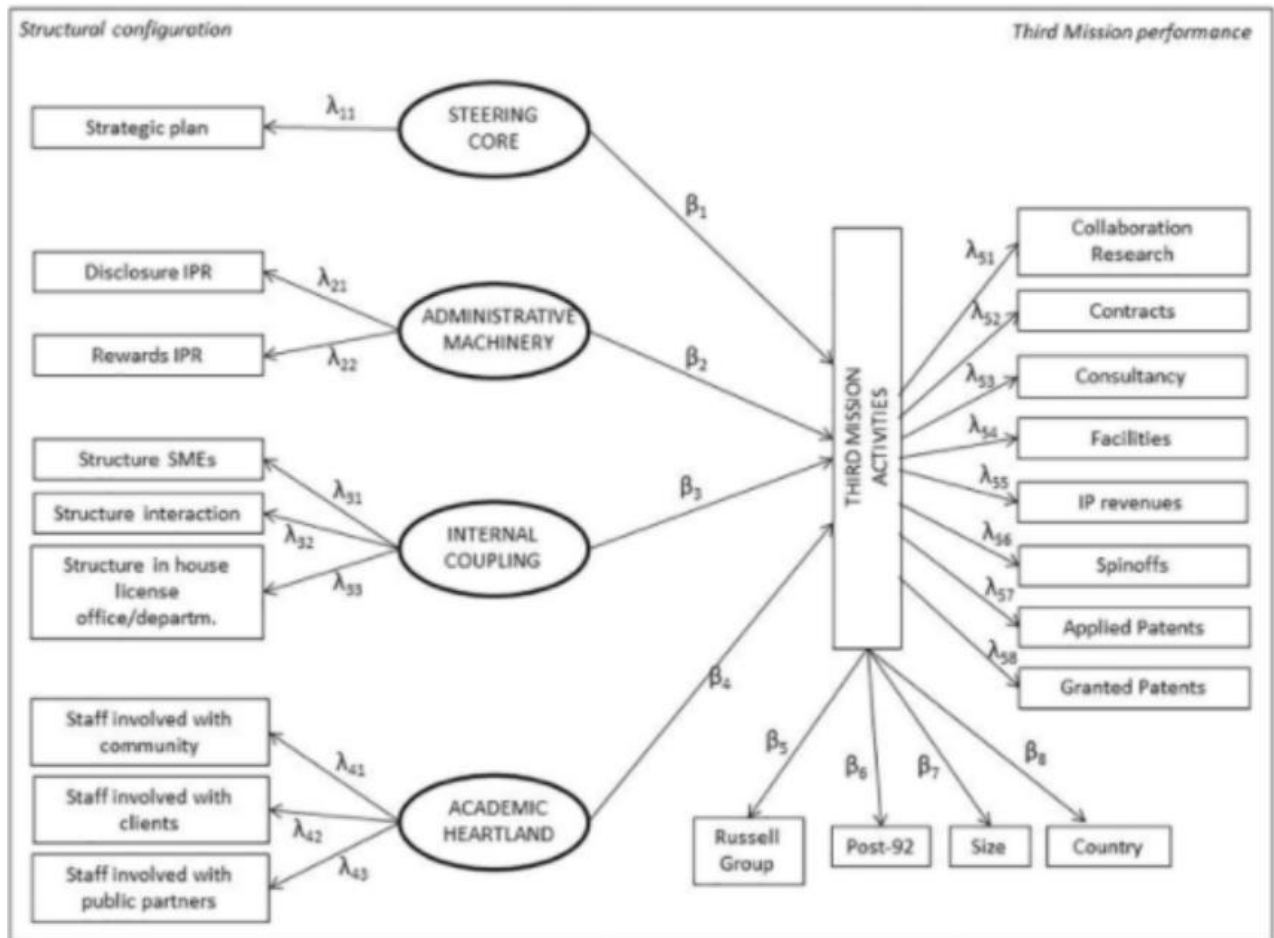 Structural configuration
Third Mission performance
Strategic plan
λ11
STEERING
CORE
β1
Disclosure IPR
λ21
Rewards IPR
λ22
ADMINISTRATIVE
MACHINERY
β2
Structure SMEs
λ31
Structure interaction
λ32
Structure in house
license
office/departm.
λ33
INTERNAL
COUPLING
β3
Staff involved with
community
λ41
Staff involved with
clients
λ42
Staff involved with
public partners
λ43
ACADEMIC
HEARTLAND
β4
THIRD MISSION
ACTIVITIES
λ51
Collaboration
Research
λ52
Contracts
λ53
Consultancy
λ54
Facilities
λ55
IP revenues
λ56
Spinoffs
λ57
Applied Patents
λ58
Granted Patents
β5
β6
β7
β8
Russell
Group
Post-92
Size
Country